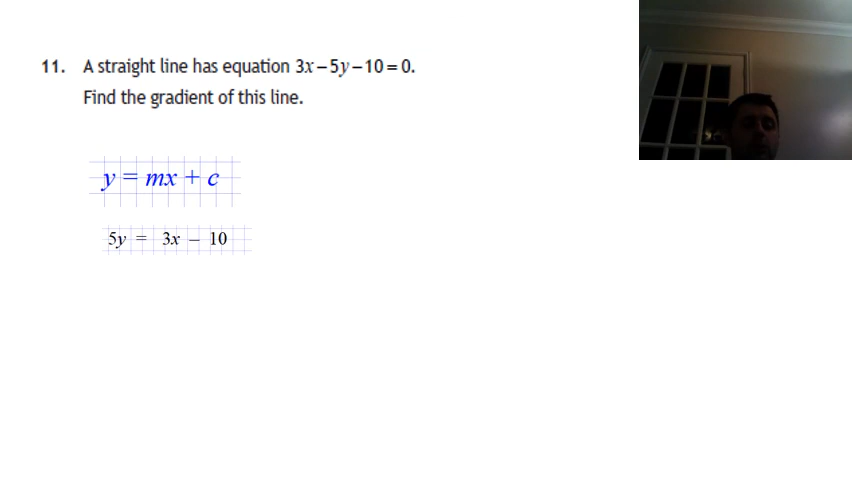 11. A straight line has equation 3x – 5y – 10 = 0.
Find the gradient of this line.
y = mx + c
5y = 3x – 10